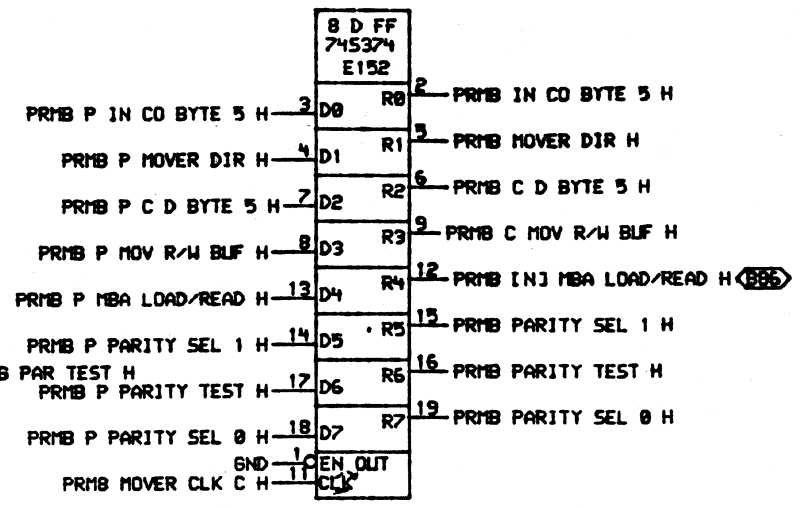 8 D FF
74S374
E152
PRMB P IN CO BYTE 5 H 3 D0 R0 2 PRMB IN CO BYTE 5 H
PRMB P MOVER DIR H 4 D1 R1 5 PRMB MOVER DIR H
PRMB P C D BYTE 5 H 7 D2 R2 6 PRMB C D BYTE 5 H
PRMB P MOV R/W BUF H 8 D3 R3 9 PRMB C MOV R/W BUF H
PRMB P MBA LOAD/READ H 13 D4 R4 12 PRMB [N] MBA LOAD/READ H BB6
PRMB P PARITY SEL 1 H 14 D5 R5 15 PRMB PARITY SEL 1 H
B PAR TEST H
PRMB P PARITY TEST H 17 D6 R6 16 PRMB PARITY TEST H
PRMB P PARITY SEL 0 H 18 D7 R7 19 PRMB PARITY SEL 0 H
GND 1 EN OUT
PRMB MOVER CLK C H 11 CLK